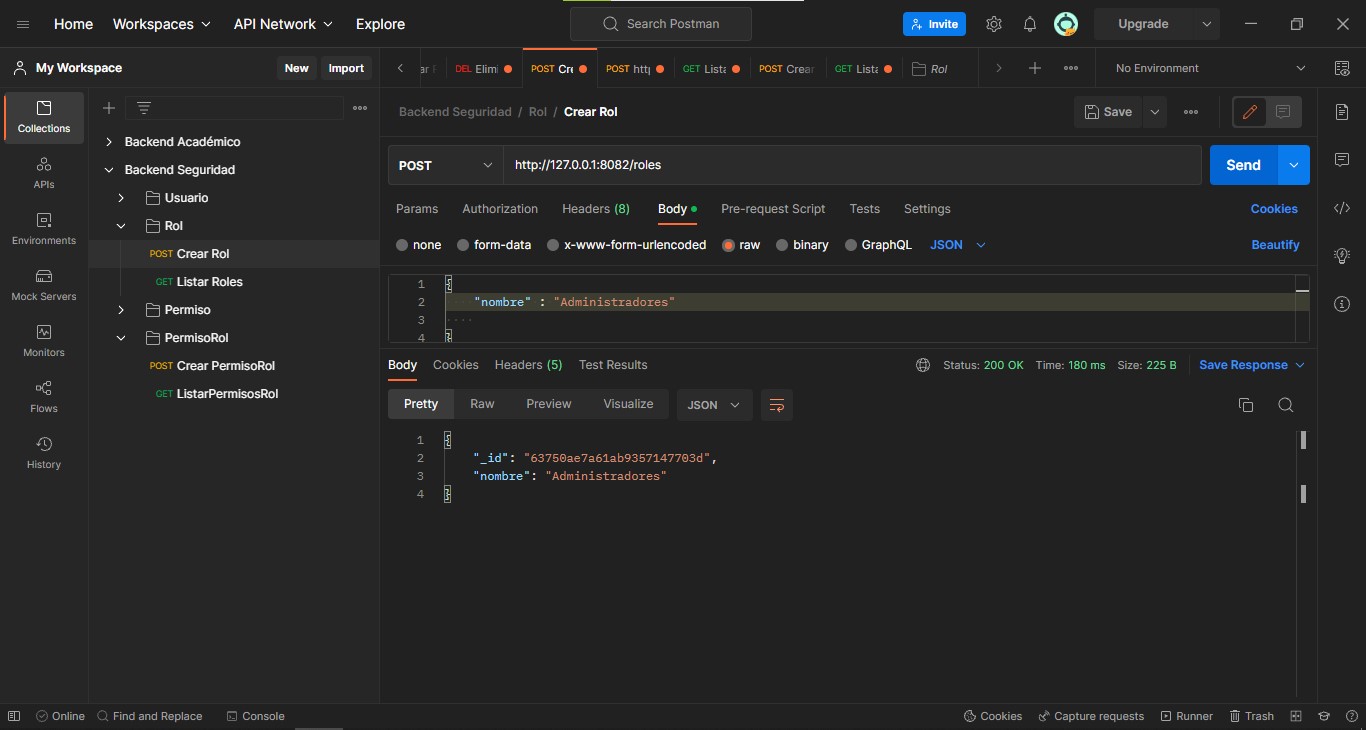 Home Workspaces API Network Explore Search Postman Invite Upgrade
My Workspace New Import DEL Elimi POST Cre POST http GET Lista POST Crear GET Lista Rol No Environment
Collections
APIs
Environments
Mock Servers
Monitors
Flows
History
Backend Académico
Backend Seguridad
Usuario
Rol
POST Crear Rol
GET Listar Roles
Permiso
PermisoRol
POST Crear PermisoRol
GET ListarPermisosRol
Backend Seguridad / Rol / Crear Rol Save
POST http://127.0.0.1:8082/roles Send
Params Authorization Headers (8) Body Pre-request Script Tests Settings Cookies
none form-data x-www-form-urlencoded raw binary GraphQL JSON Beautify
1 {
2 "nombre" : "Administradores"
3 ····
4 }
Body Cookies Headers (5) Test Results Status: 200 OK Time: 180 ms Size: 225 B Save Response
Pretty Raw Preview Visualize JSON
1 {
2 "_id": "63750ae7a61ab9357147703d",
3 "nombre": "Administradores"
4 }
Online Find and Replace Console Cookies Capture requests Runner Trash